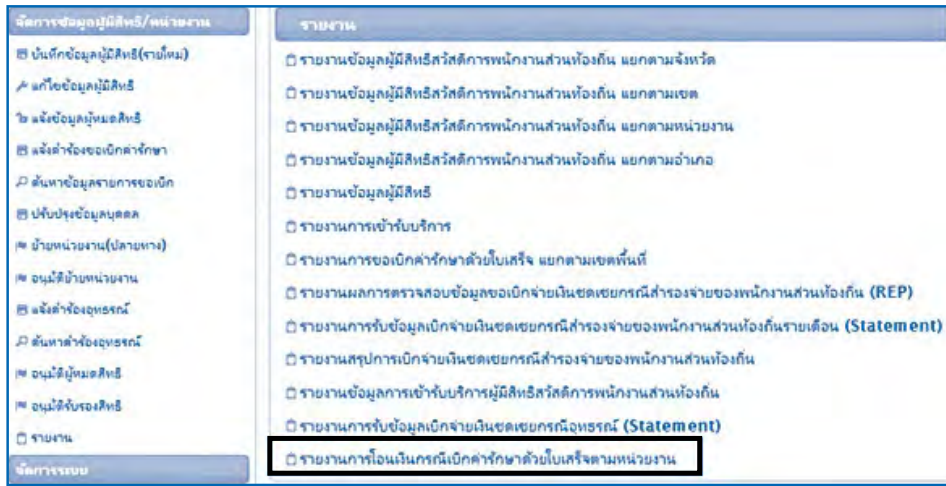 จัดการข้อมูลผู้มีสิทธิ/หน่วยงาน
บันทึกข้อมูลผู้มีสิทธิ(รายใหม่)
แก้ไขข้อมูลผู้มีสิทธิ
แจ้งข้อมูลผู้หมดสิทธิ
แจ้งคำร้องขอเบิกค่ารักษา
ค้นหาข้อมูลรายการขอเบิก
ปรับปรุงข้อมูลบุคคล
ย้ายหน่วยงาน(ปลายทาง)
อนุมัติย้ายหน่วยงาน
แจ้งคำร้องอุทธรณ์
ค้นหาคำร้องอุทธรณ์
อนุมัติผู้หมดสิทธิ
อนุมัติรับรองสิทธิ
รายงาน
จัดการระบบ
รายงาน
รายงานข้อมูลผู้มีสิทธิสวัสดิการพนักงานส่วนท้องถิ่น แยกตามจังหวัด
รายงานข้อมูลผู้มีสิทธิสวัสดิการพนักงานส่วนท้องถิ่น แยกตามเขต
รายงานข้อมูลผู้มีสิทธิสวัสดิการพนักงานส่วนท้องถิ่น แยกตามหน่วยงาน
รายงานข้อมูลผู้มีสิทธิสวัสดิการพนักงานส่วนท้องถิ่น แยกตามอำเภอ
รายงานข้อมูลผู้มีสิทธิ
รายงานการเข้ารับบริการ
รายงานการขอเบิกค่ารักษาด้วยใบเสร็จ แยกตามเขตพื้นที่
รายงานผลการตรวจสอบข้อมูลขอเบิกจ่ายเงินชดเชยกรณีสำรองจ่ายของพนักงานส่วนท้องถิ่น (REP)
รายงานการรับข้อมูลเบิกจ่ายเงินชดเชยกรณีสำรองจ่ายของพนักงานส่วนท้องถิ่นรายเดือน (Statement)
รายงานสรุปการเบิกจ่ายเงินชดเชยกรณีสำรองจ่ายของพนักงานส่วนท้องถิ่น
รายงานข้อมูลการเข้ารับบริการผู้มีสิทธิสวัสดิการพนักงานส่วนท้องถิ่น
รายงานการรับข้อมูลเบิกจ่ายเงินชดเชยกรณีอุทธรณ์ (Statement)
รายงานการโอนเงินกรณีเบิกค่ารักษาด้วยใบเสร็จตามหน่วยงาน